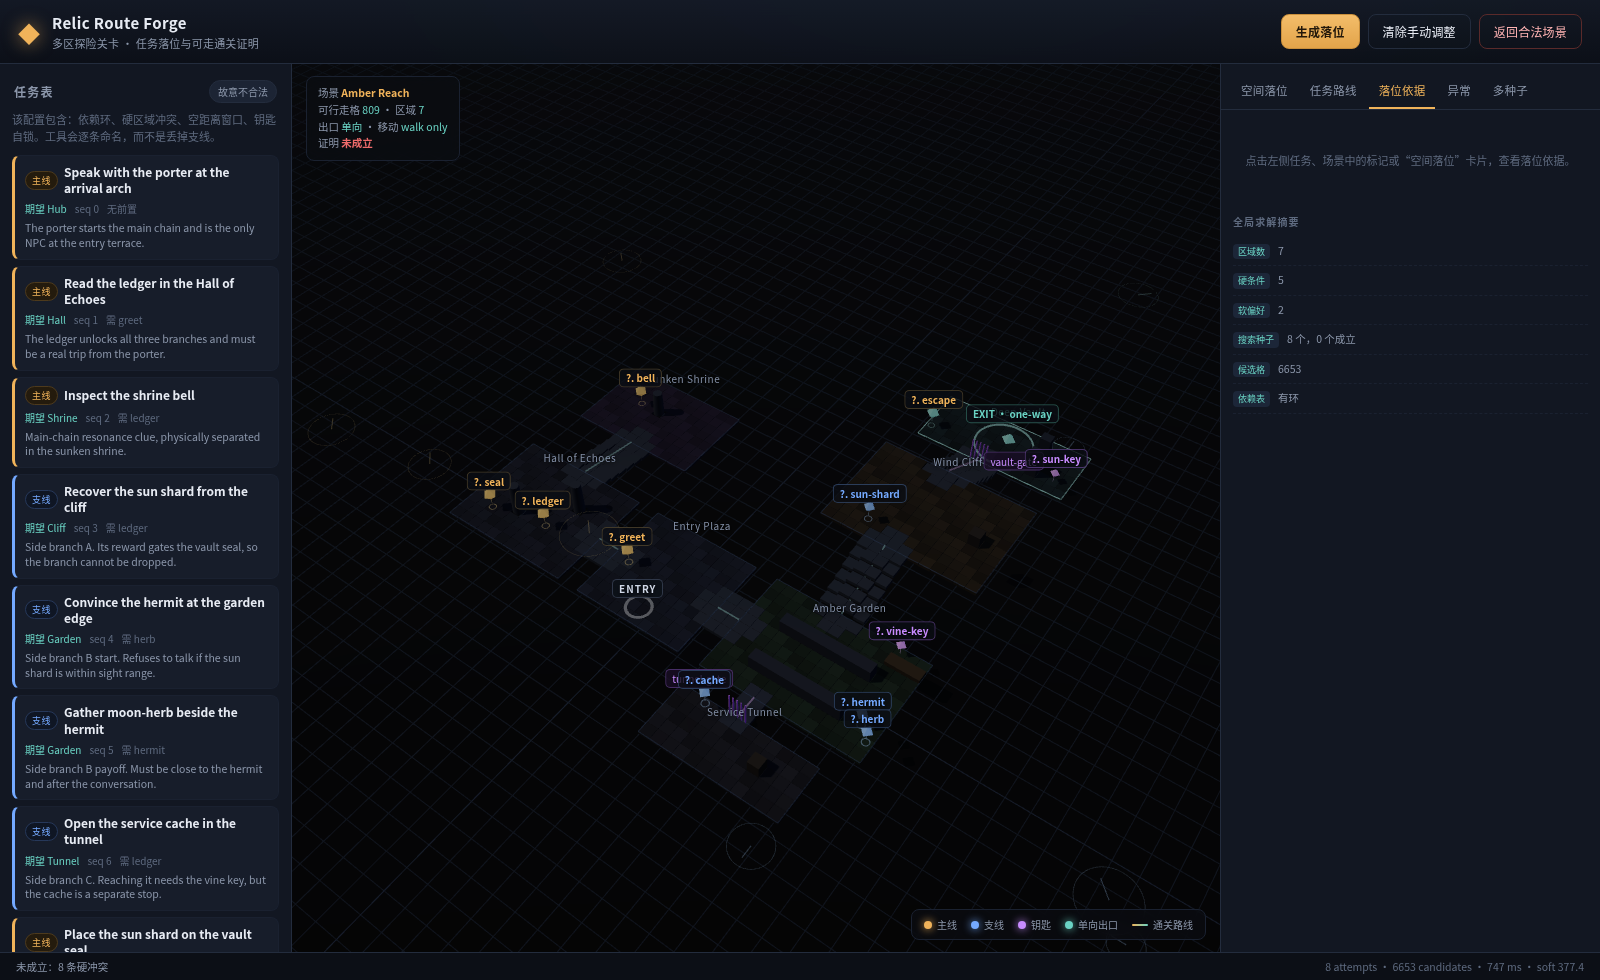 Relic Route Forge
多区探险关卡 · 任务落位与可走通关证明
生成落位
清除手动调整
返回合法场景
任务表
故意不合法
该配置包含：依赖环、硬区域冲突、空距离窗口、钥匙
自锁。工具会逐条命名，而不是丢掉支线。
主线
Speak with the porter at the
arrival arch
期望 Hub seq 0 无前置
The porter starts the main chain and is the only
NPC at the entry terrace.
主线
Read the ledger in the Hall of
Echoes
期望 Hall seq 1 需 greet
The ledger unlocks all three branches and must
be a real trip from the porter.
主线
Inspect the shrine bell
期望 Shrine seq 2 需 ledger
Main-chain resonance clue, physically separated
in the sunken shrine.
支线
Recover the sun shard from the
cliff
期望 Cliff seq 3 需 ledger
Side branch A. Its reward gates the vault seal, so
the branch cannot be dropped.
支线
Convince the hermit at the garden
edge
期望 Garden seq 4 需 herb
Side branch B start. Refuses to talk if the sun
shard is within sight range.
支线
Gather moon-herb beside the
hermit
期望 Garden seq 5 需 hermit
Side branch B payoff. Must be close to the hermit
and after the conversation.
支线
Open the service cache in the
tunnel
期望 Tunnel seq 6 需 ledger
Side branch C. Reaching it needs the vine key, but
the cache is a separate stop.
主线
Place the sun shard on the vault
seal
场景 Amber Reach
可行走格 809 · 区域 7
出口 单向 · 移动 walk only
证明 未成立
?. bell
nken Shrine
?. escape
EXIT · one-way
Hall of Echoes
Wind Cliff
vault-ga
?. sun-key
?. seal
?. ledger
?. sun-shard
Entry Plaza
?. greet
ENTRY
Amber Garden
?. vine-key
tu
?. cache
?. hermit
Service Tunnel
?. herb
主线
支线
钥匙
单向出口
通关路线
空间落位
任务路线
落位依据
异常
多种子
点击左侧任务、场景中的标记或“空间落位”卡片，查看落位依据。
全局求解摘要
区域数 7
硬条件 5
软偏好 2
搜索种子 8 个，0 个成立
候选格 6653
依赖表 有环
未成立：8 条硬冲突
8 attempts · 6653 candidates · 747 ms · soft 377.4